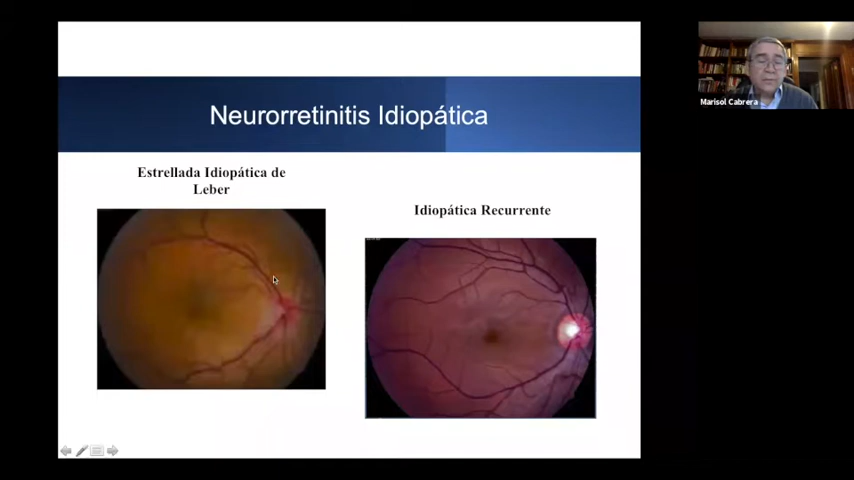 Neurorretinitis Idiopática
Estrellada Idiopática de
Leber
Idiopática Recurrente
Marisol Cabrera